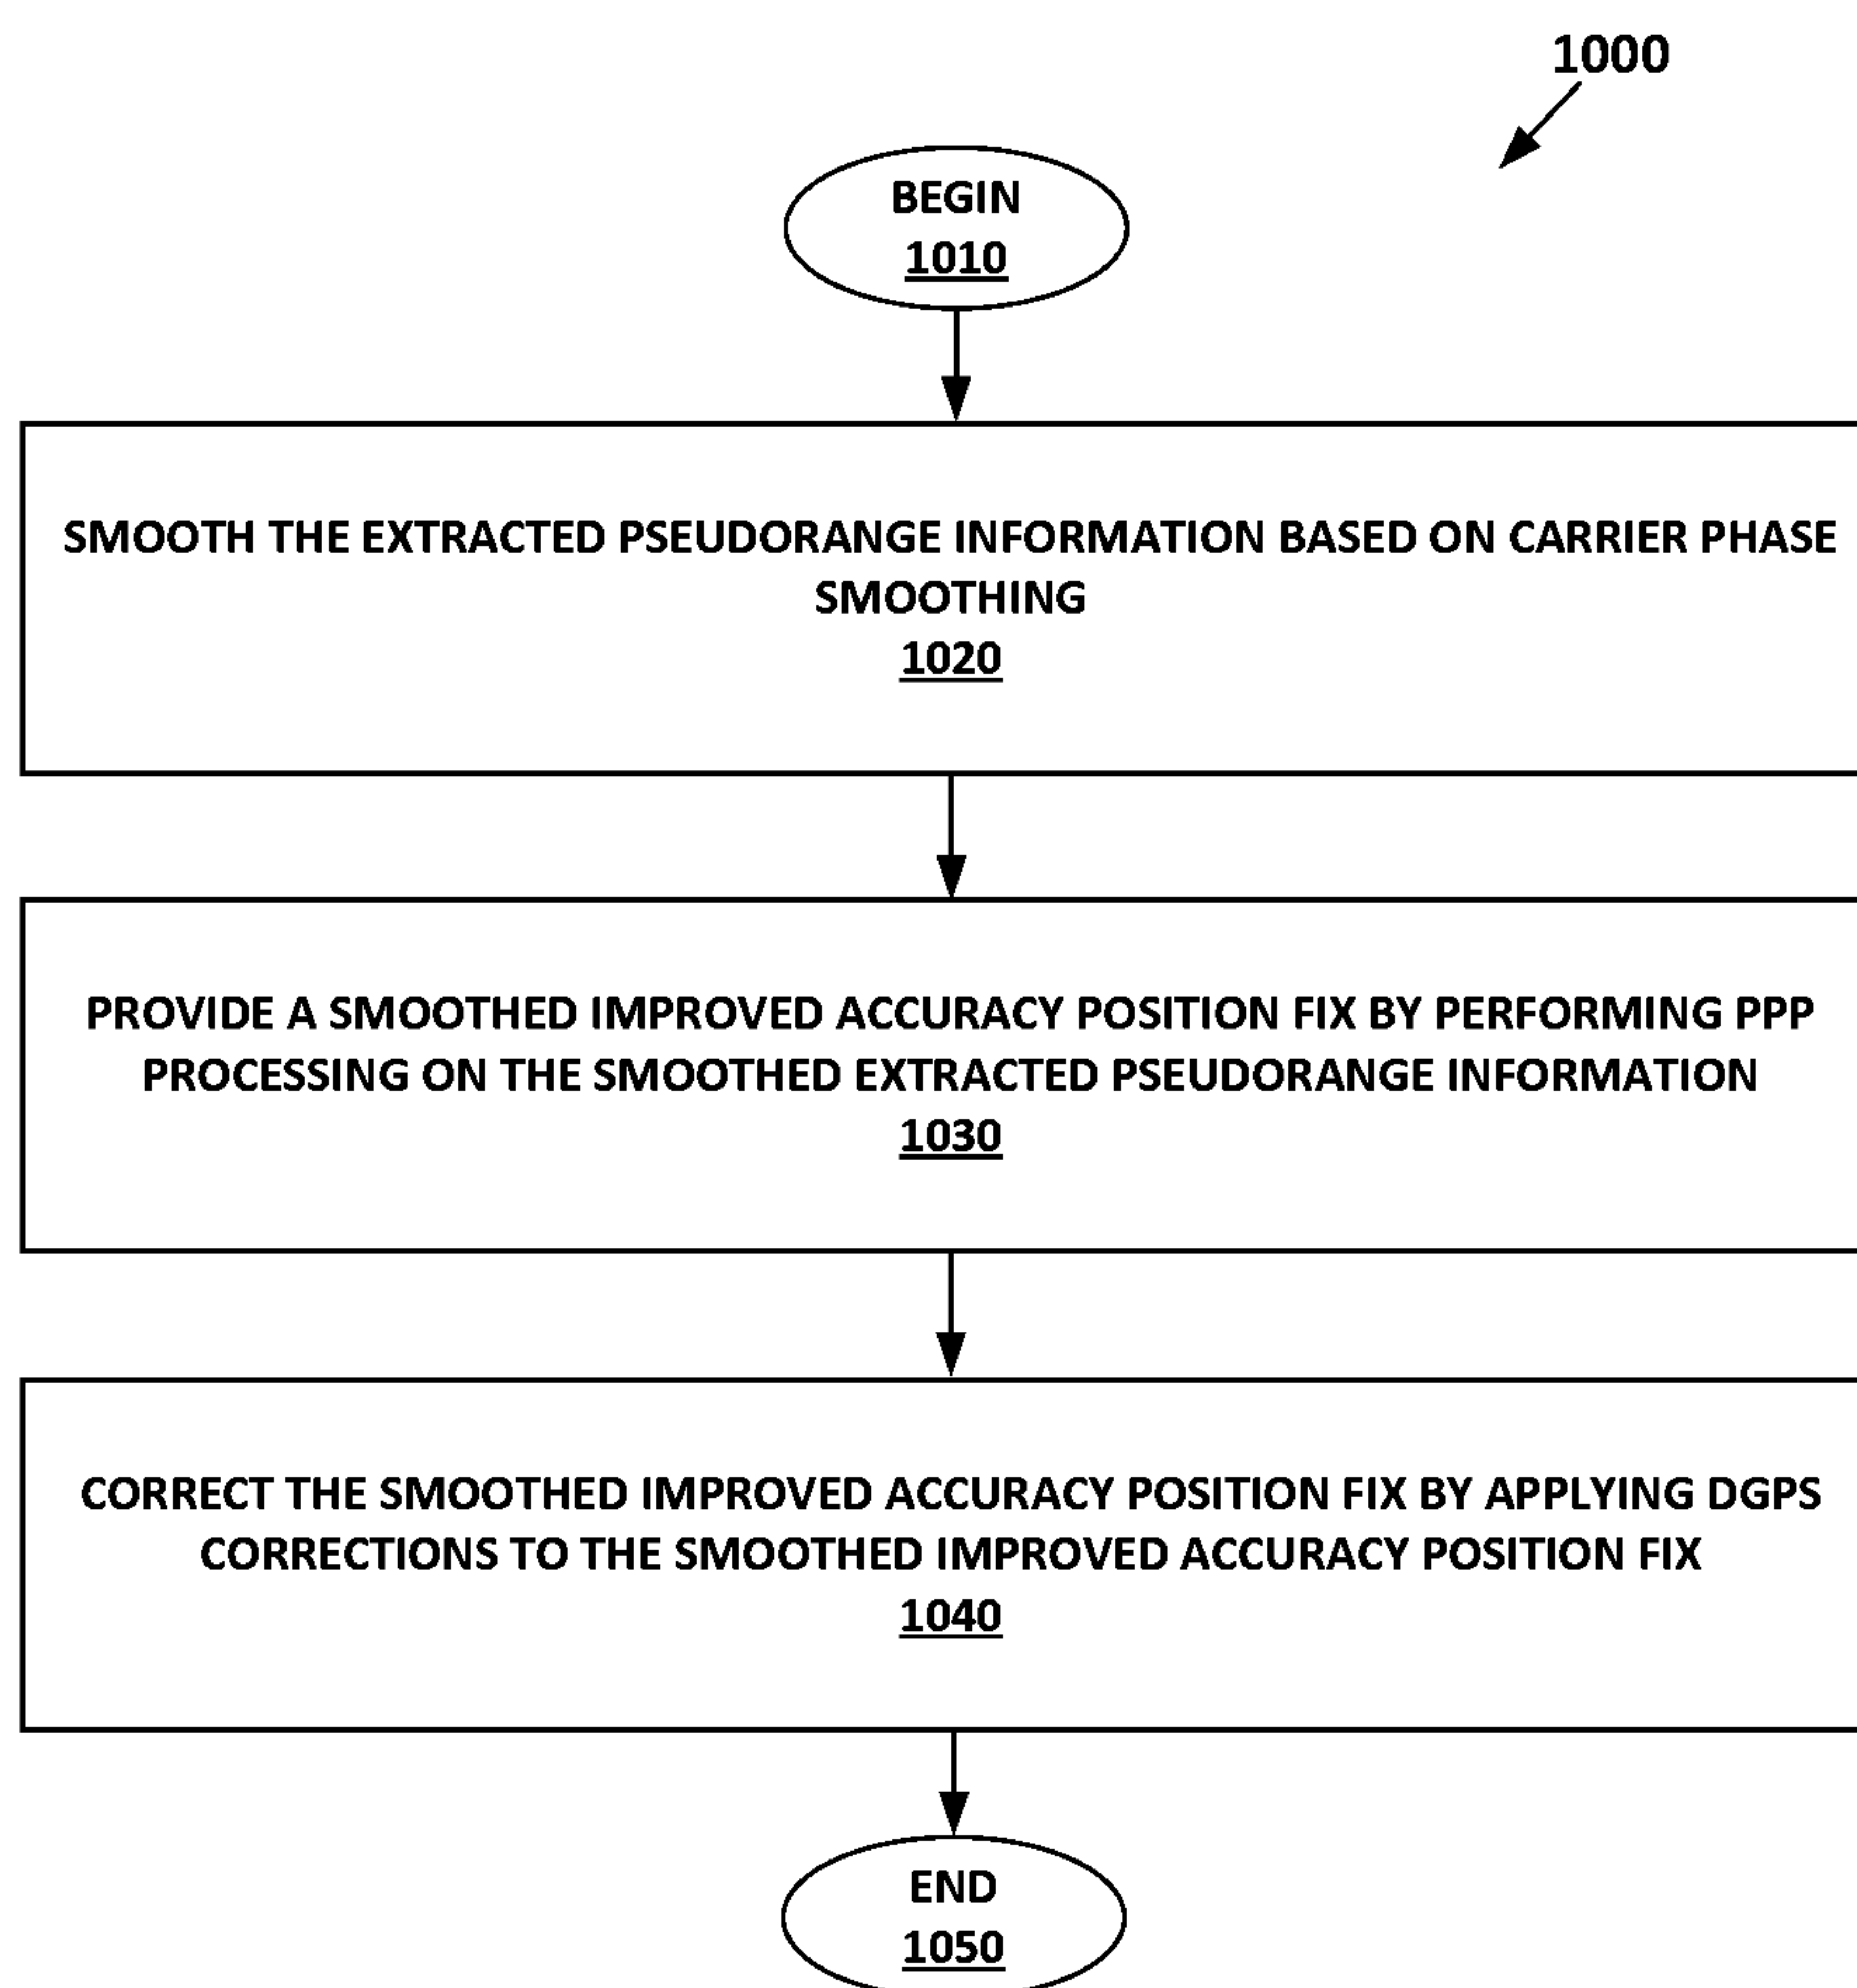 1000
BEGIN
1010
SMOOTH THE EXTRACTED PSEUDORANGE INFORMATION BASED ON CARRIER PHASE
SMOOTHING
1020
PROVIDE A SMOOTHED IMPROVED ACCURACY POSITION FIX BY PERFORMING PPP
PROCESSING ON THE SMOOTHED EXTRACTED PSEUDORANGE INFORMATION
1030
CORRECT THE SMOOTHED IMPROVED ACCURACY POSITION FIX BY APPLYING DGPS
CORRECTIONS TO THE SMOOTHED IMPROVED ACCURACY POSITION FIX
1040
END
1050